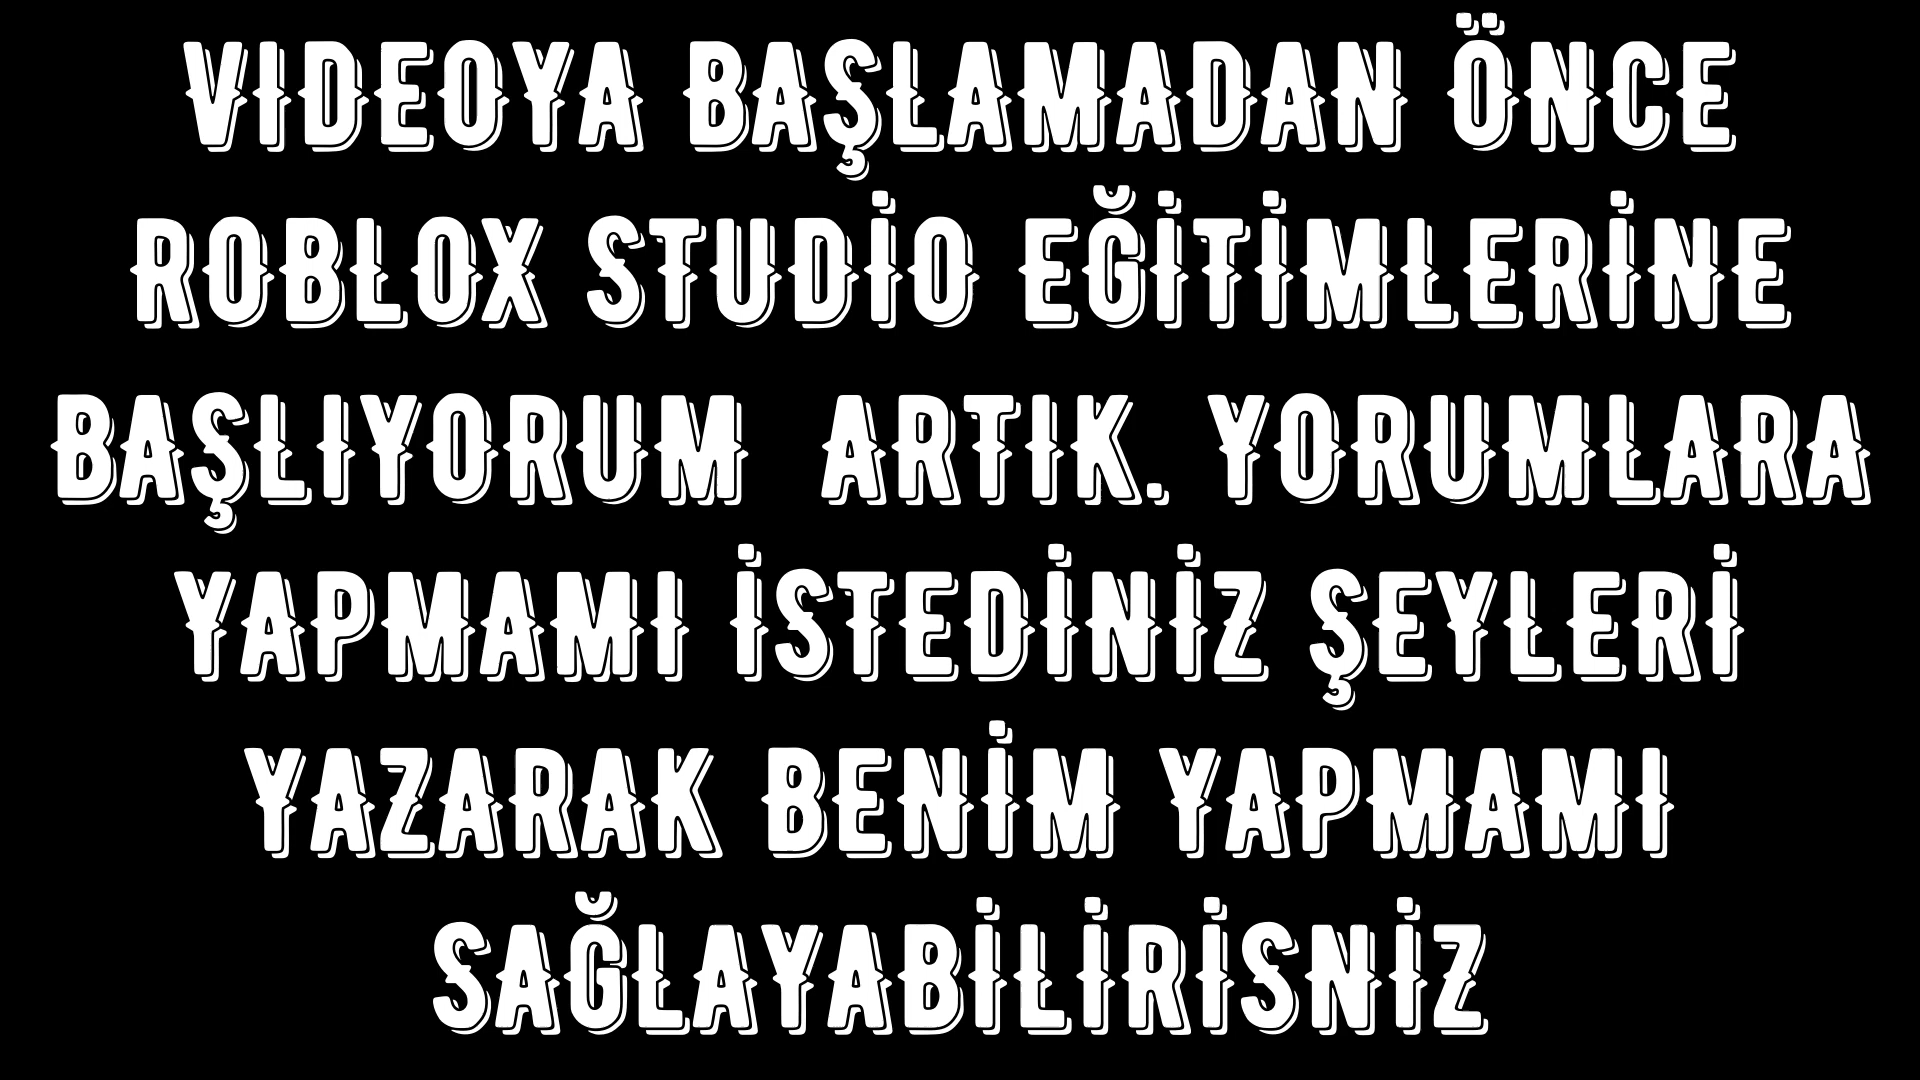 VIDEOYA BAŞLAMADAN ÖNCE
ROBLOX STUDİO EĞİTİMLERİNE
BAŞLIYORUM  ARTIK. YORUMLARA
YAPMAMI İSTEDİNİZ ŞEYLERİ
YAZARAK BENİM YAPMAMI
SAĞLAYABİLİRİSNİZ